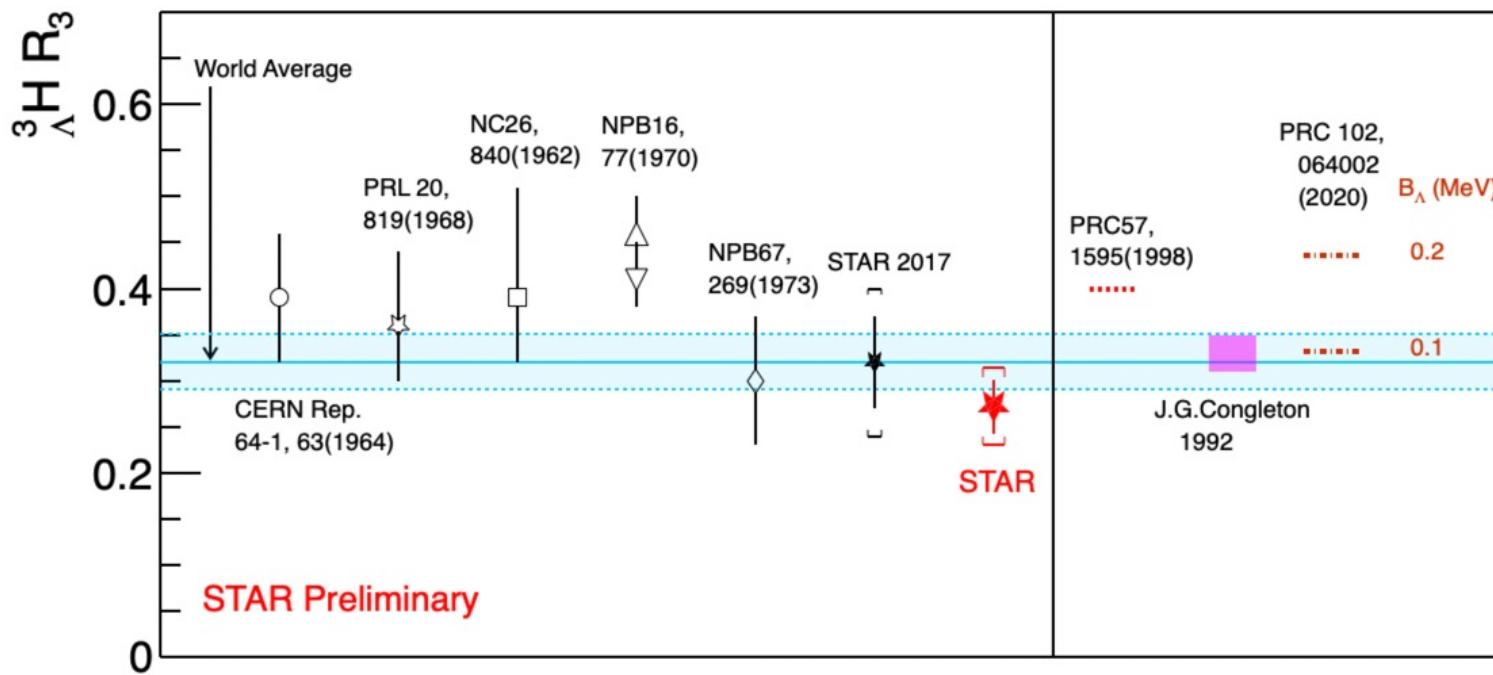 ³ΛH R₃
0.6
0.4
0.2
0
World Average
CERN Rep.
64-1, 63(1964)
PRL 20,
819(1968)
NC26,
840(1962)
NPB16,
77(1970)
NPB67,
269(1973)
STAR 2017
STAR
STAR Preliminary
PRC57,
1595(1998)
J.G.Congleton
1992
PRC 102,
064002
(2020)
BΛ (MeV)
0.2
0.1